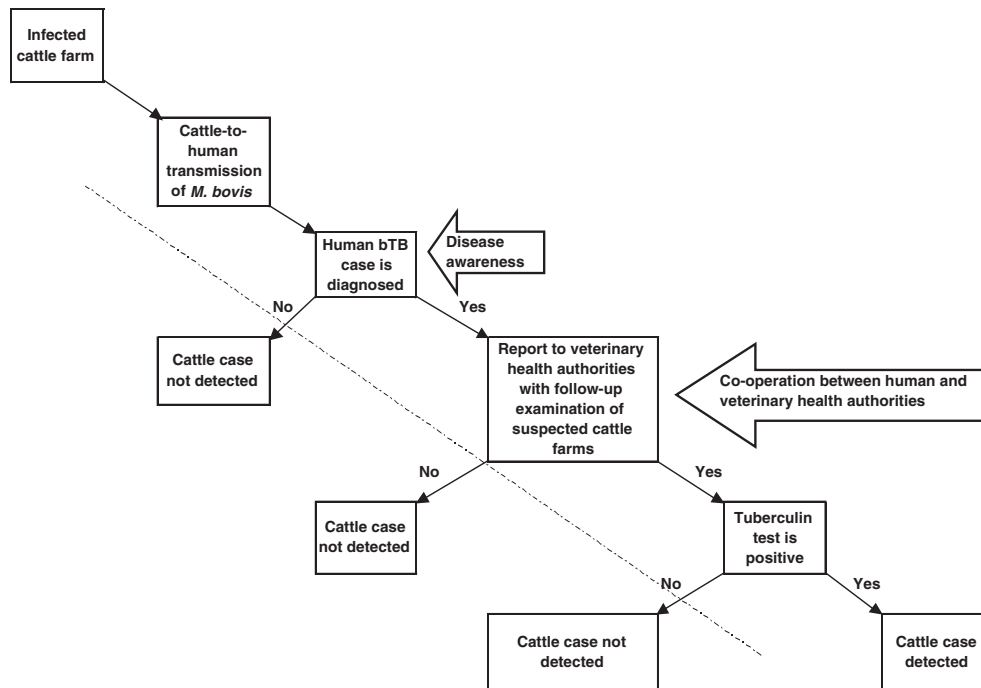 Infected
cattle farm
Cattle-to-
human
transmission
of M. bovis
Human bTB
case is
diagnosed
Disease
awareness
No
Yes
Cattle case
not detected
Report to veterinary
health authorities
with follow-up
examination of
suspected cattle
farms
Co-operation between human and
veterinary health authorities
No
Yes
Cattle case
not detected
Tuberculin
test is
positive
No
Yes
Cattle case not
detected
Cattle case
detected